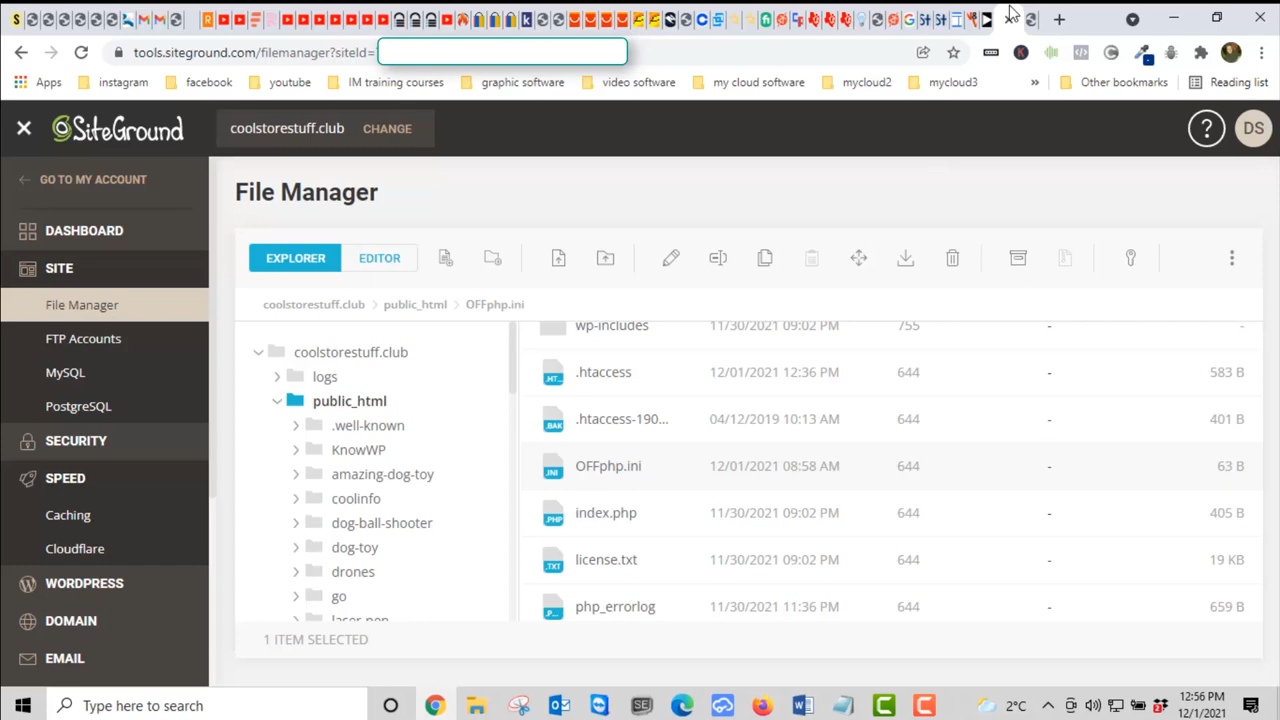 tools.siteground.com/filemanager?siteId=
Apps instagram facebook youtube IM training courses graphic software video software my cloud software mycloud2 mycloud3 » Other bookmarks Reading list
SiteGround coolstorestuff.club CHANGE ? DS
GO TO MY ACCOUNT
DASHBOARD
SITE
File Manager
FTP Accounts
MySQL
PostgreSQL
SECURITY
SPEED
Caching
Cloudflare
WORDPRESS
DOMAIN
EMAIL
File Manager
EXPLORER EDITOR
coolstorestuff.club > public_html > OFFphp.ini
coolstorestuff.club
logs
public_html
.well-known
KnowWP
amazing-dog-toy
coolinfo
dog-ball-shooter
dog-toy
drones
go
laser-pen
wp-includes 11/30/2021 09:02 PM 755 - -
.htaccess 12/01/2021 12:36 PM 644 - 583 B
.htaccess-190... 04/12/2019 10:13 AM 644 - 401 B
OFFphp.ini 12/01/2021 08:58 AM 644 - 63 B
index.php 11/30/2021 09:02 PM 644 - 405 B
license.txt 11/30/2021 09:02 PM 644 - 19 KB
php_errorlog 11/30/2021 11:36 PM 644 - 659 B
1 ITEM SELECTED
Type here to search
2°C
12:56 PM
12/1/2021